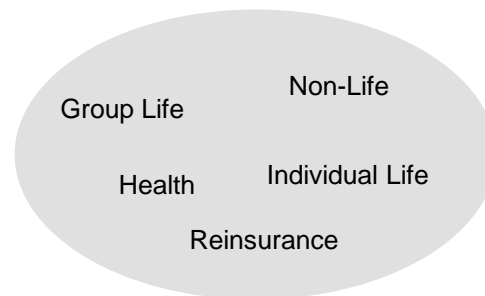 Non-Life
Group Life
Individual Life
Health
Reinsurance